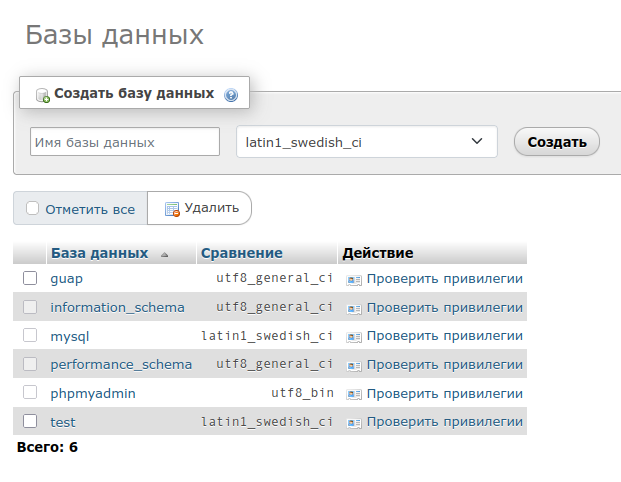 Базы данных
Создать базу данных
Имя базы данных latin1_swedish_ci Создать
Отметить все Удалить
База данных Сравнение Действие
guap utf8_general_ci Проверить привилегии
information_schema utf8_general_ci Проверить привилегии
mysql latin1_swedish_ci Проверить привилегии
performance_schema utf8_general_ci Проверить привилегии
phpmyadmin utf8_bin Проверить привилегии
test latin1_swedish_ci Проверить привилегии
Всего: 6